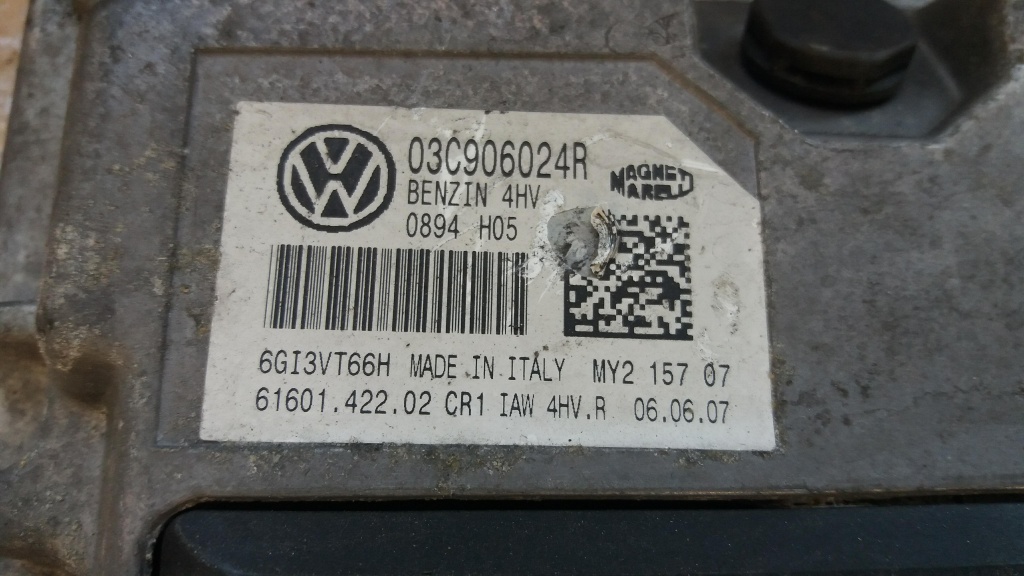 03C906024R
BENZIN 4HV
0894 H05
MAGNETI
MARELLI
6GI3VT66H MADE IN ITALY MY2 157 07
61601.422.02 CR1 IAW 4HV.R 06.06.07